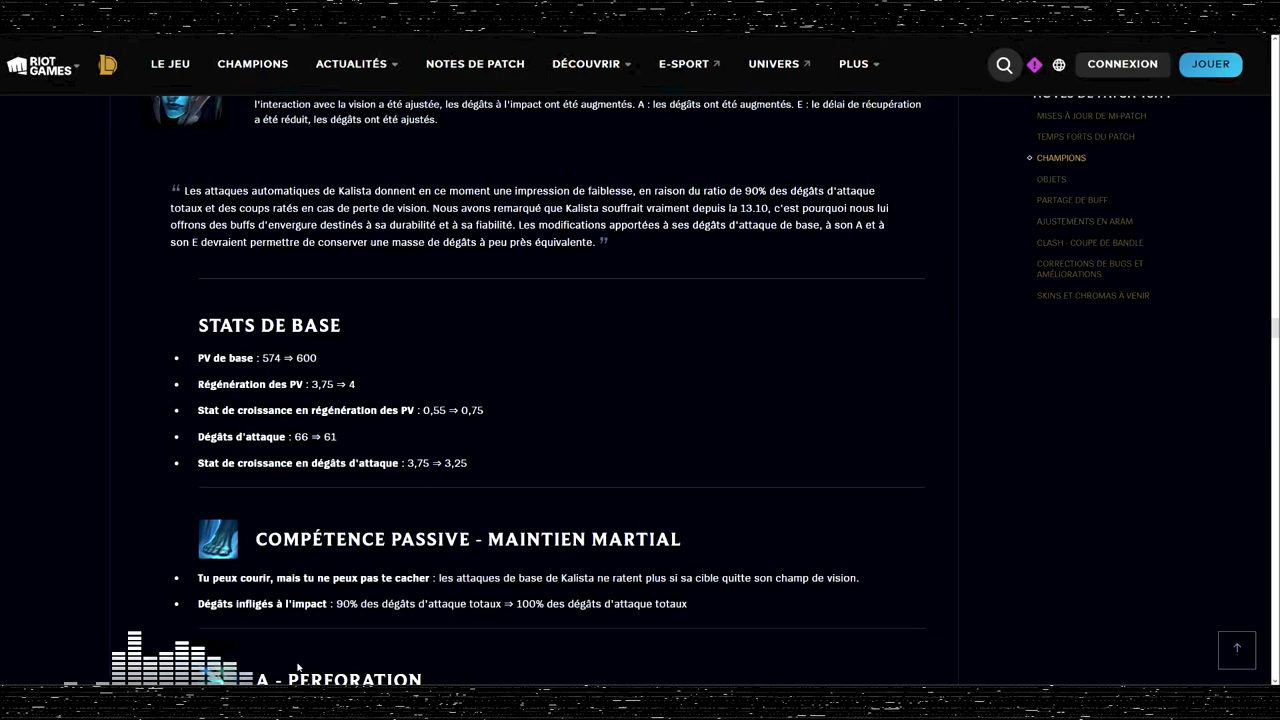 RIOT GAMES
LE JEU
CHAMPIONS
ACTUALITÉS
NOTES DE PATCH
DÉCOUVRIR
E-SPORT
UNIVERS
PLUS
CONNEXION
JOUER
l'interaction avec la vision a été ajustée, les dégâts à l'impact ont été augmentés. A : les dégâts ont été augmentés. E : le délai de récupération
a été réduit, les dégâts ont été ajustés.
“ Les attaques automatiques de Kalista donnent en ce moment une impression de faiblesse, en raison du ratio de 90% des dégâts d'attaque
totaux et des coups ratés en cas de perte de vision. Nous avons remarqué que Kalista souffrait vraiment depuis la 13.10, c'est pourquoi nous lui
offrons des buffs d'envergure destinés à sa durabilité et à sa fiabilité. Les modifications apportées à ses dégâts d'attaque de base, à son A et à
son E devraient permettre de conserver une masse de dégâts à peu près équivalente. ”
STATS DE BASE
• PV de base : 574 ⇒ 600
• Régénération des PV : 3,75 ⇒ 4
• Stat de croissance en régénération des PV : 0,55 ⇒ 0,75
• Dégâts d'attaque : 66 ⇒ 61
• Stat de croissance en dégâts d'attaque : 3,75 ⇒ 3,25
COMPÉTENCE PASSIVE - MAINTIEN MARTIAL
• Tu peux courir, mais tu ne peux pas te cacher : les attaques de base de Kalista ne ratent plus si sa cible quitte son champ de vision.
• Dégâts infligés à l'impact : 90% des dégâts d'attaque totaux ⇒ 100% des dégâts d'attaque totaux
A - PERFORATION
NOTES DE PATCH
MISES À JOUR DE MI-PATCH
TEMPS FORTS DU PATCH
CHAMPIONS
OBJETS
PARTAGE DE BUFF
AJUSTEMENTS EN ARAM
CLASH - COUPE DE BANDLE
CORRECTIONS DE BUGS ET
AMÉLIORATIONS
SKINS ET CHROMAS À VENIR